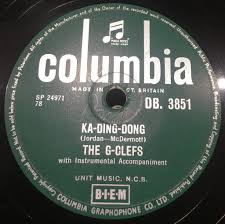 columbia
MADE IN GT. BRITAIN
SP 24971
78
DB. 3851
KA-DING-DONG
(Jordan-McDermott)
THE G-CLEFS
with Instrumental Accompaniment
UNIT MUSIC. N.C.B.
B·I·E·M
COLUMBIA GRAPHOPHONE CO. LTD.